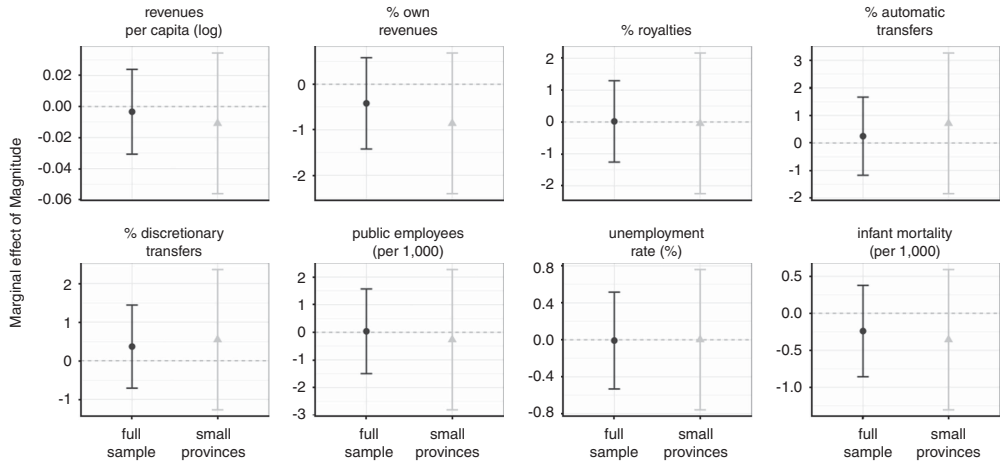 revenues
per capita (log)
% own
revenues
% royalties
% automatic
transfers
0.02
0.00
-0.02
-0.04
-0.06
0
-1
-2
2
1
0
-1
-2
3
2
1
0
-1
-2
Marginal effect of Magnitude
% discretionary
transfers
public employees
(per 1,000)
unemployment
rate (%)
infant mortality
(per 1,000)
2
1
0
-1
2
1
0
-1
-2
-3
0.8
0.4
0.0
-0.4
-0.8
0.5
0.0
-0.5
-1.0
full
sample
small
provinces
full
sample
small
provinces
full
sample
small
provinces
full
sample
small
provinces